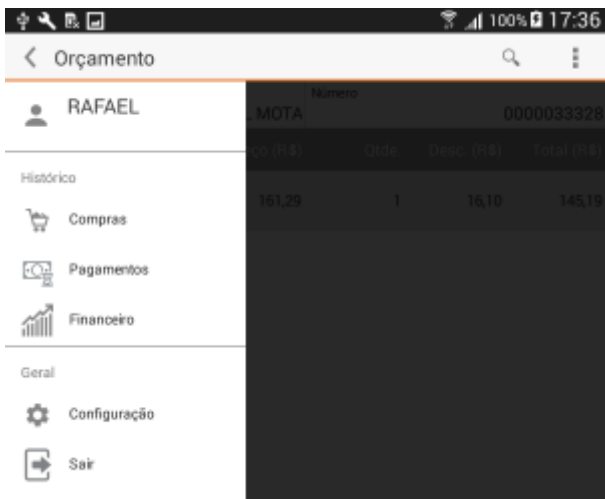 100% 17:36
Orçamento
RAFAEL
Número
L MOTA 0000033328
ço (R$) Qtde. Desc. (R$) Total (R$)
161,29 1 16,10 145,19
Histórico
Compras
Pagamentos
Financeiro
Geral
Configuração
Sair